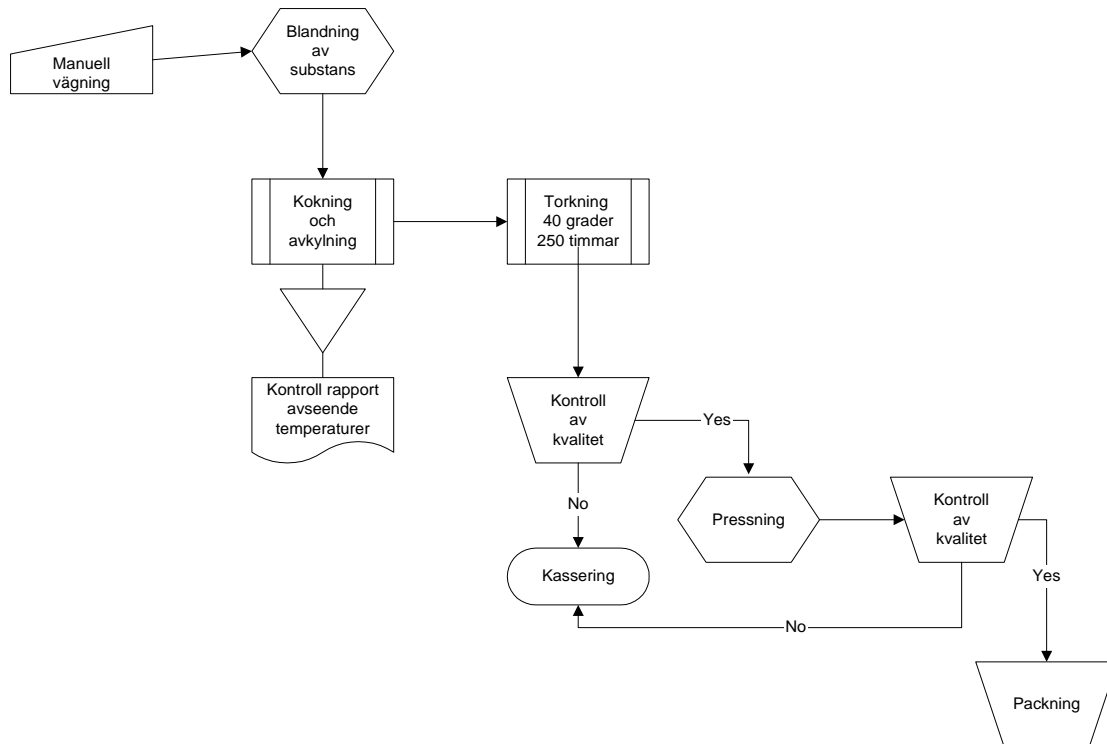 Manuell
vägning
Blandning
av
substans
Kokning
och
avkylning
Torkning
40 grader
250 timmar
Kontroll rapport
avseende
temperaturer
Kontroll
av
kvalitet
Yes
No
Pressning
Kontroll
av
kvalitet
Kassering
Yes
No
Packning